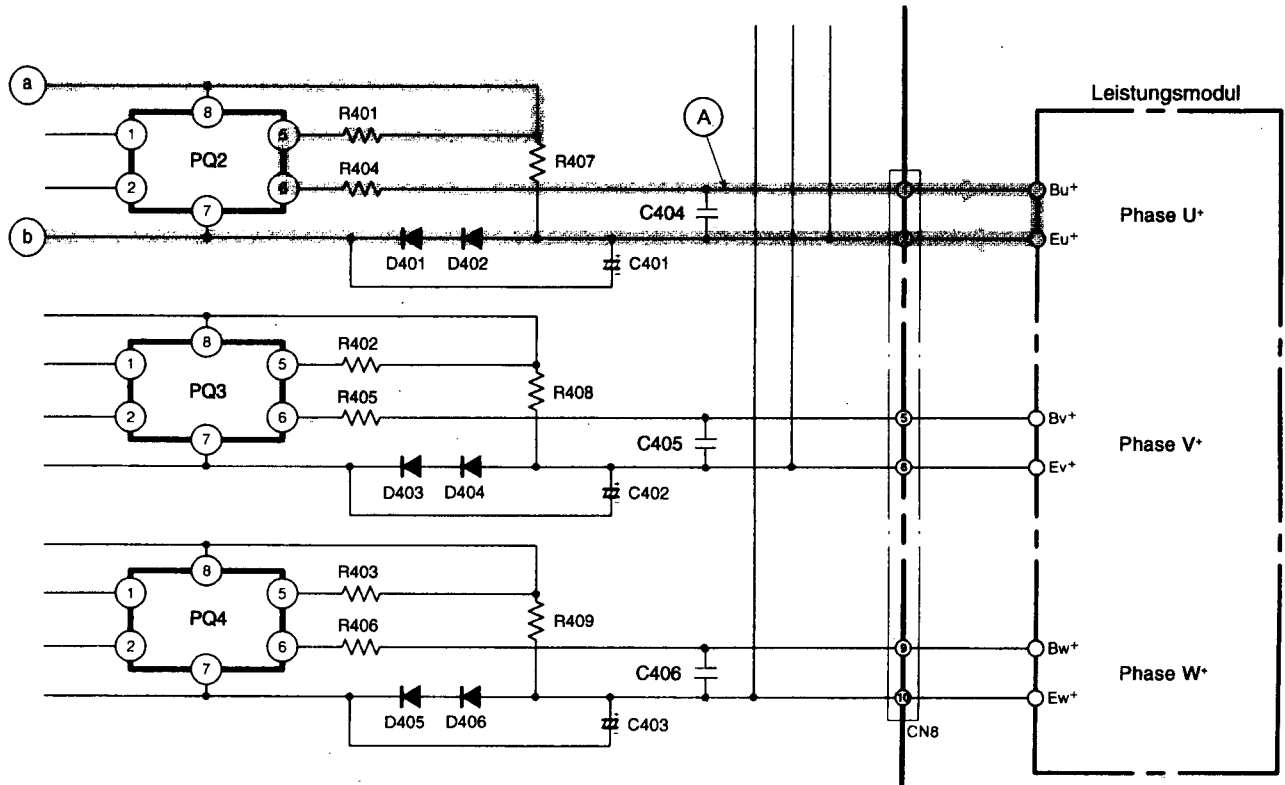 a
Leistungsmodul
8
R401
A
1
PQ2
5
R407
R404
2
Bu⁺
7
C404
Phase U⁺
b
Eu⁺
D401
D402
C401
8
R402
1
5
PQ3
R408
R405
2
6
5
Bv⁺
7
C405
Phase V⁺
Ev⁺
D403
D404
C402
8
R403
1
5
PQ4
R409
R406
2
6
9
Bw⁺
7
C406
Phase W⁺
10
Ew⁺
D405
D406
C403
CN8